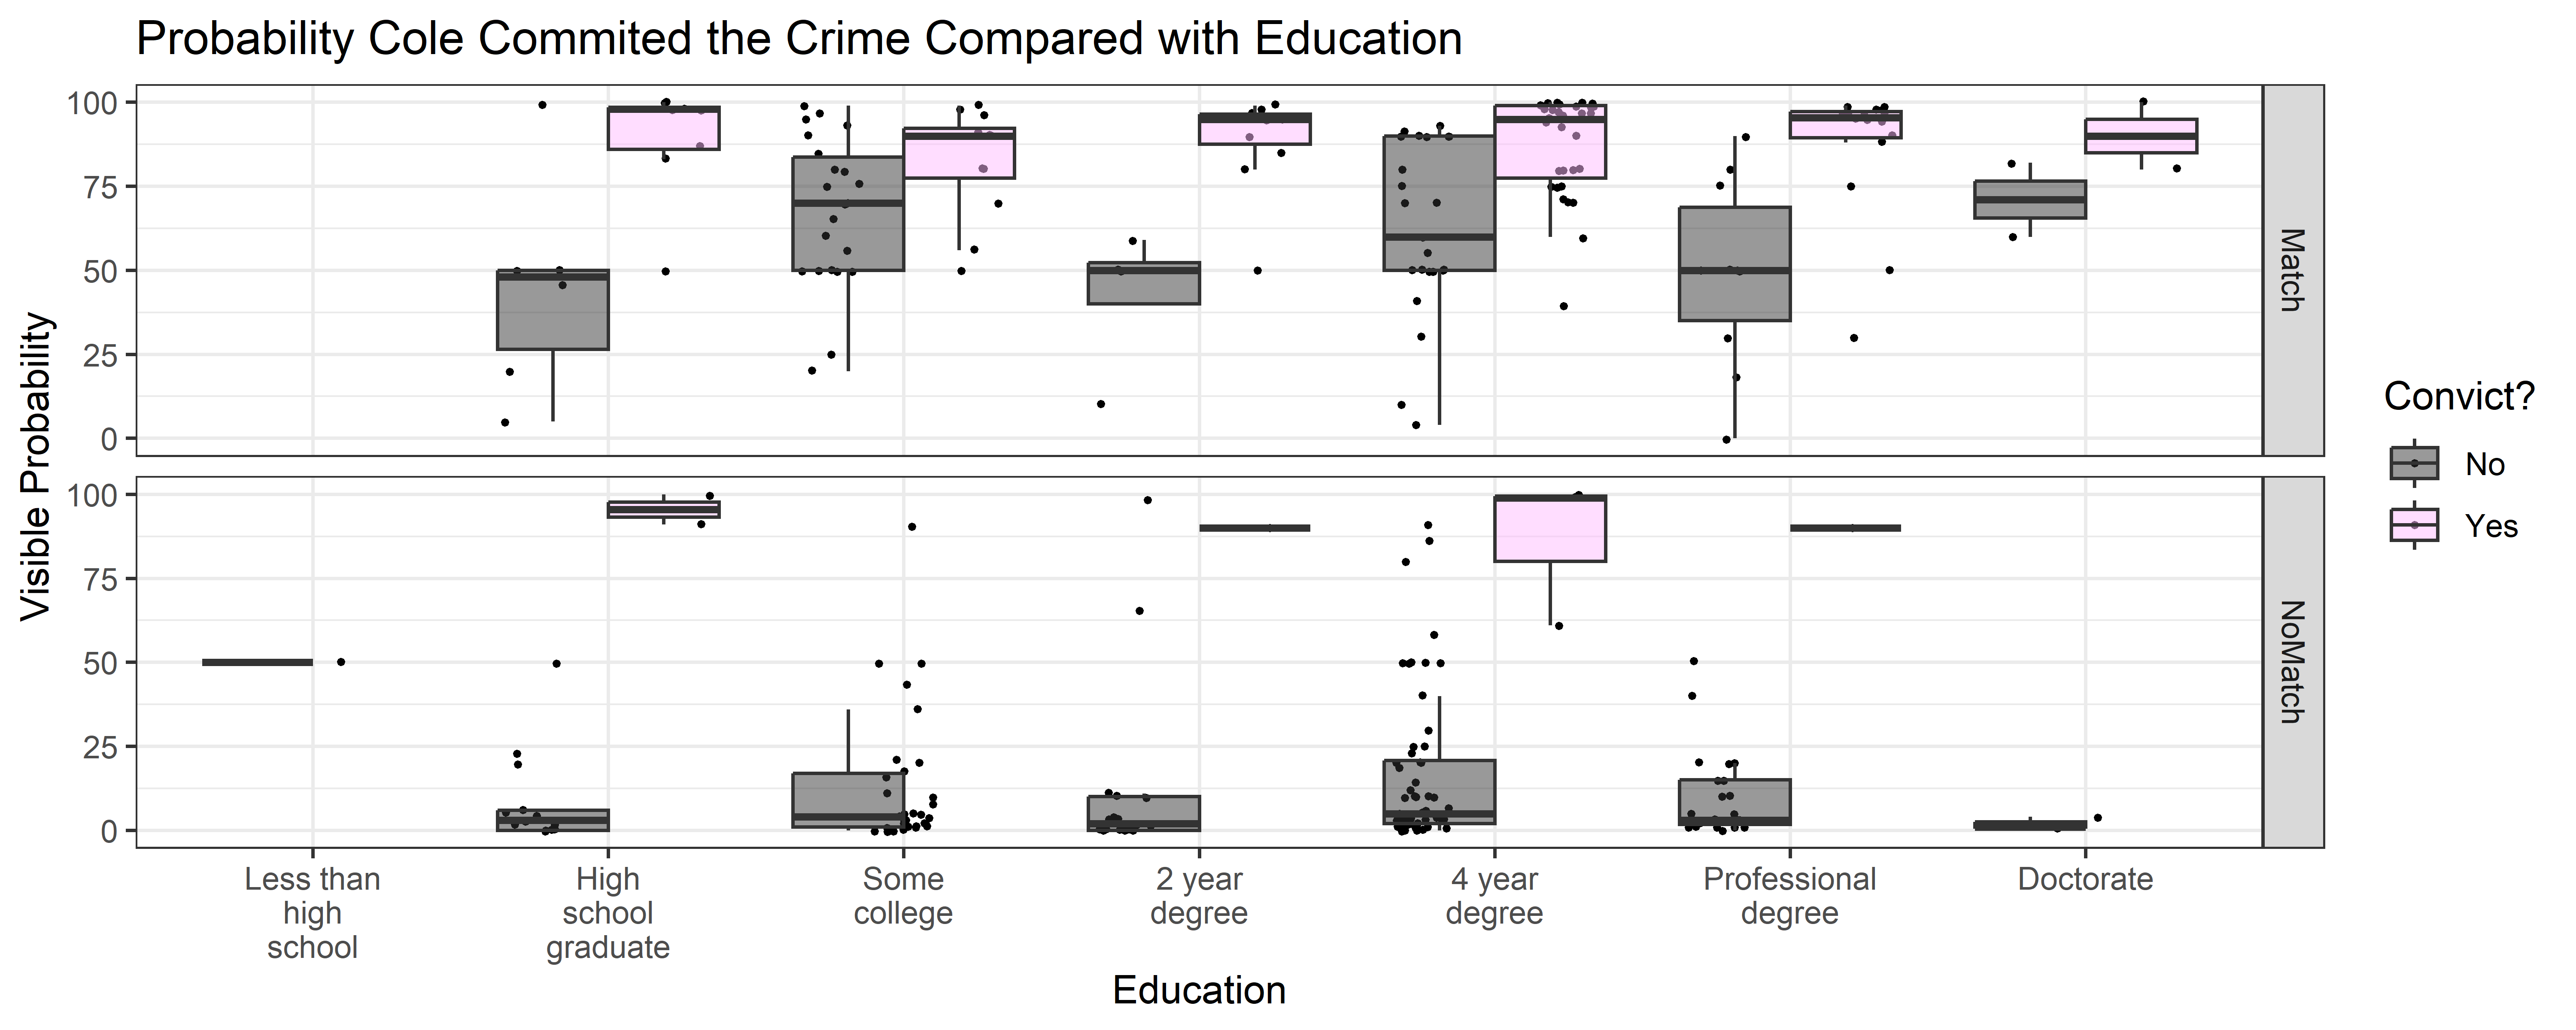 Probability Cole Commited the Crime Compared with Education
Visible Probability
100
75
50
25
0
Match
100
75
50
25
0
NoMatch
Less than
high
school
High
school
graduate
Some
college
2 year
degree
4 year
degree
Professional
degree
Doctorate
Education
Convict?
No
Yes